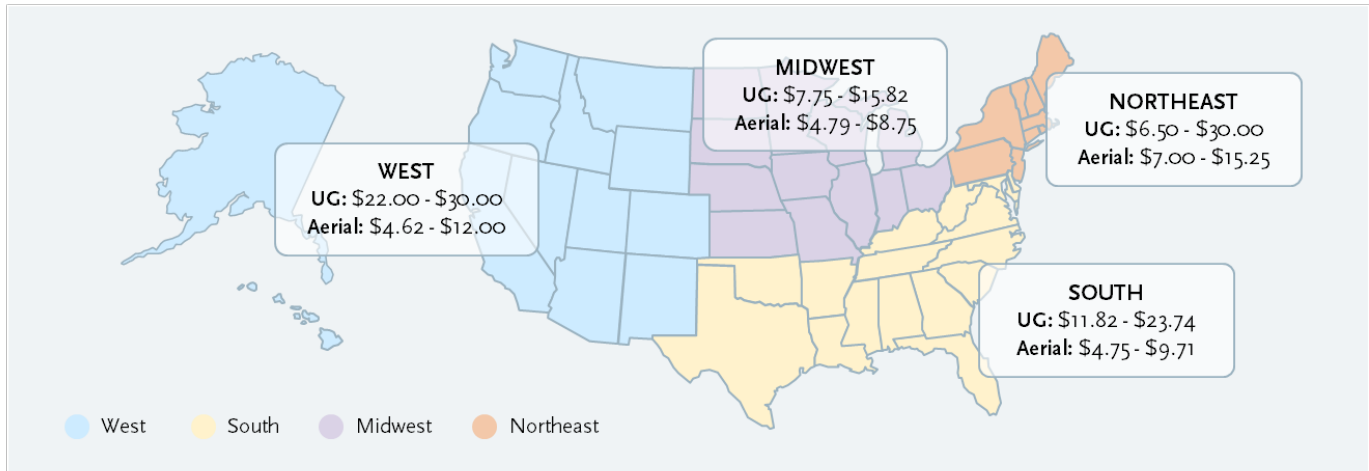 MIDWEST
UG: $7.75 - $15.82
Aerial: $4.79 - $8.75
NORTHEAST
UG: $6.50 - $30.00
Aerial: $7.00 - $15.25
WEST
UG: $22.00 - $30.00
Aerial: $4.62 - $12.00
SOUTH
UG: $11.82 - $23.74
Aerial: $4.75 - $9.71
West
South
Midwest
Northeast